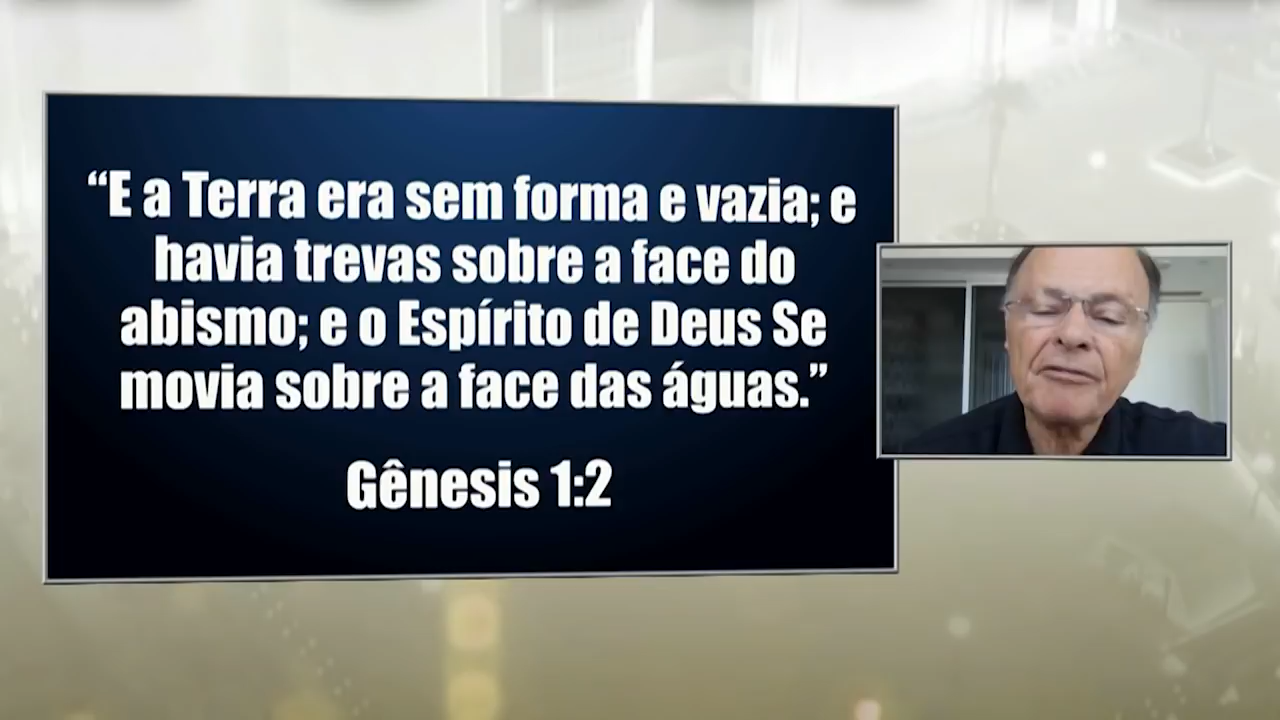 “E a Terra era sem forma e vazia; e
havia trevas sobre a face do
abismo; e o Espírito de Deus Se
movia sobre a face das águas.”
Gênesis 1:2